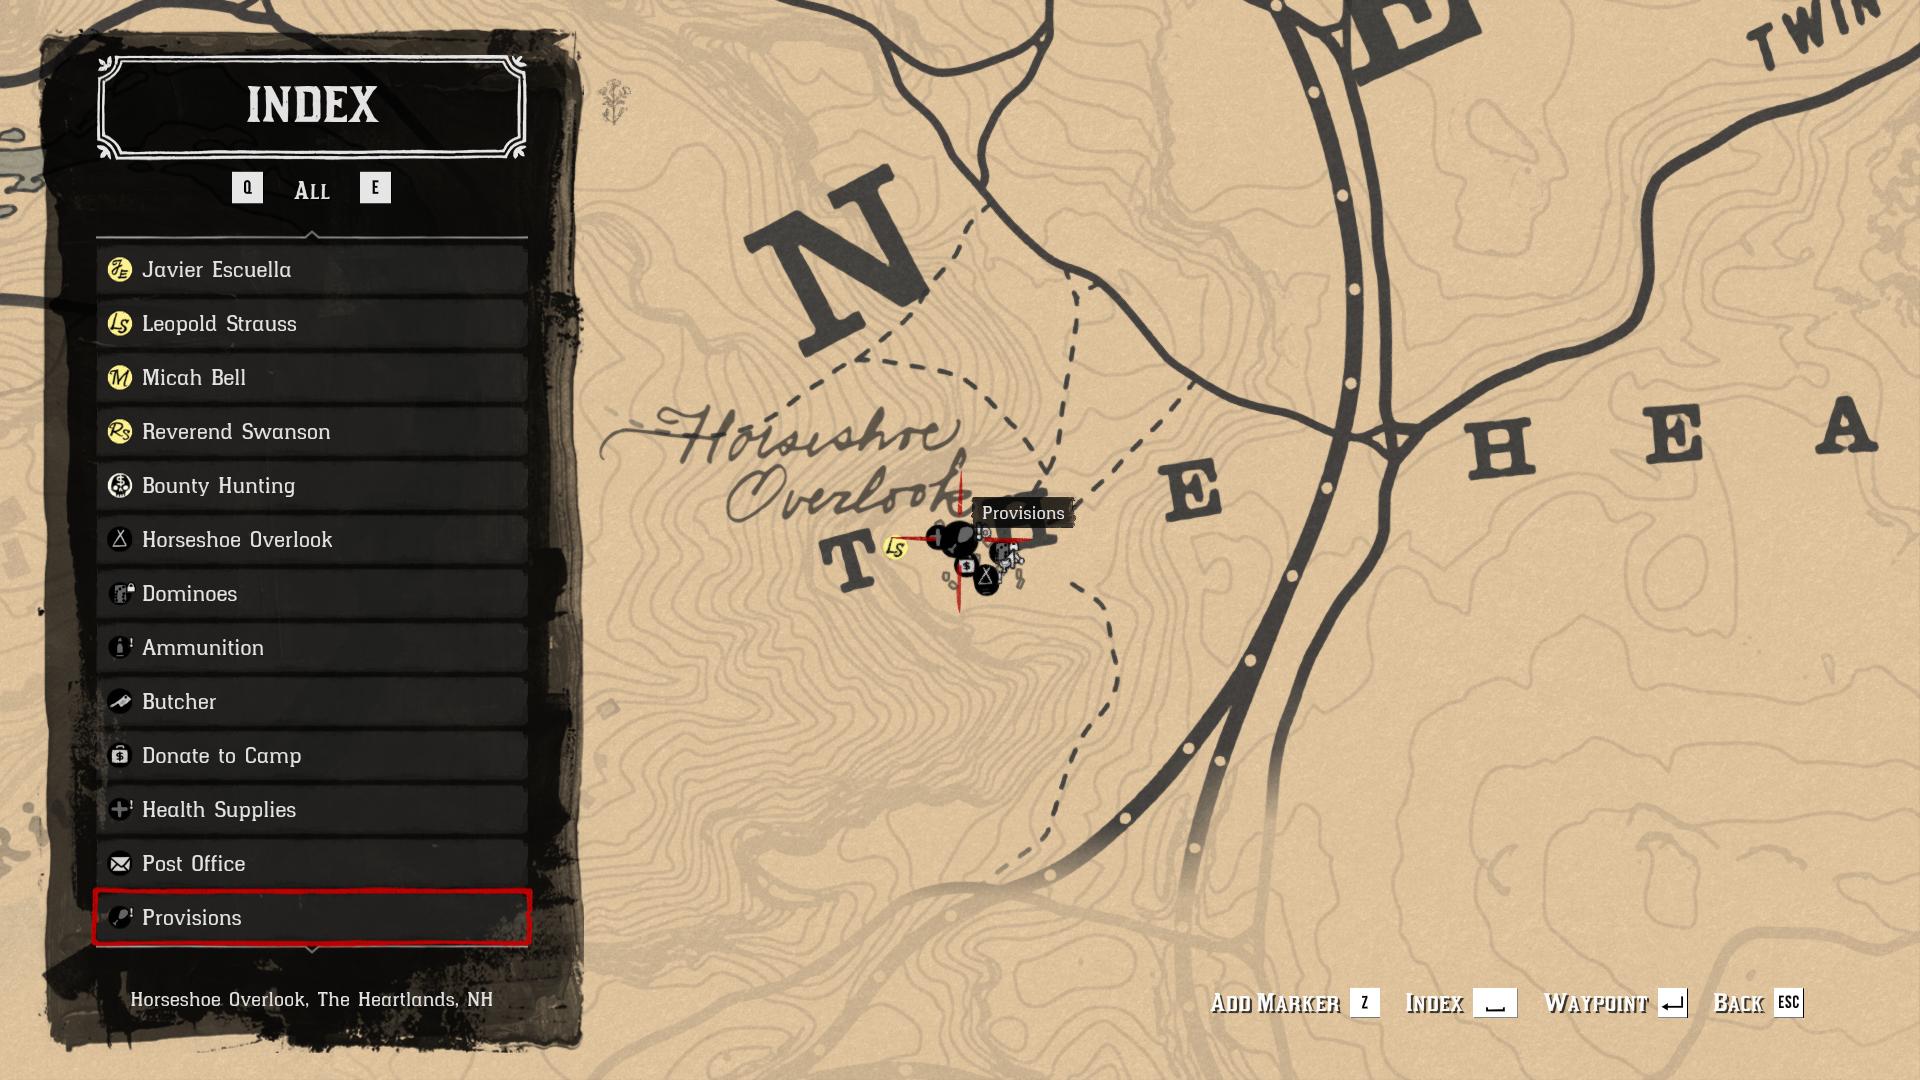 INDEX
Q ALL E
Javier Escuella
Leopold Strauss
Micah Bell
Reverend Swanson
Bounty Hunting
Horseshoe Overlook
Dominoes
Ammunition
Butcher
Donate to Camp
Health Supplies
Post Office
Provisions
Horseshoe Overlook, The Heartlands, NH
N
E
TWIN
Horseshoe
Overlook
Provisions
LS
T H E H E A
ADD MARKER Z INDEX WAYPOINT BACK ESC